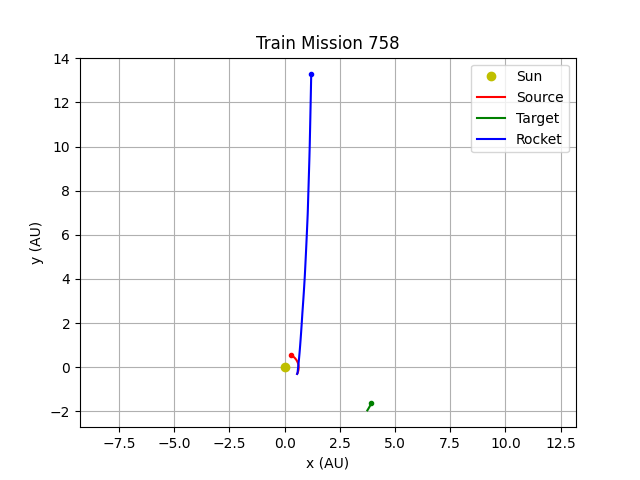 Train Mission 758
14
12
10
8
6
4
2
0
−2
y (AU)
−7.5 −5.0 −2.5 0.0 2.5 5.0 7.5 10.0 12.5
x (AU)
Sun
Source
Target
Rocket